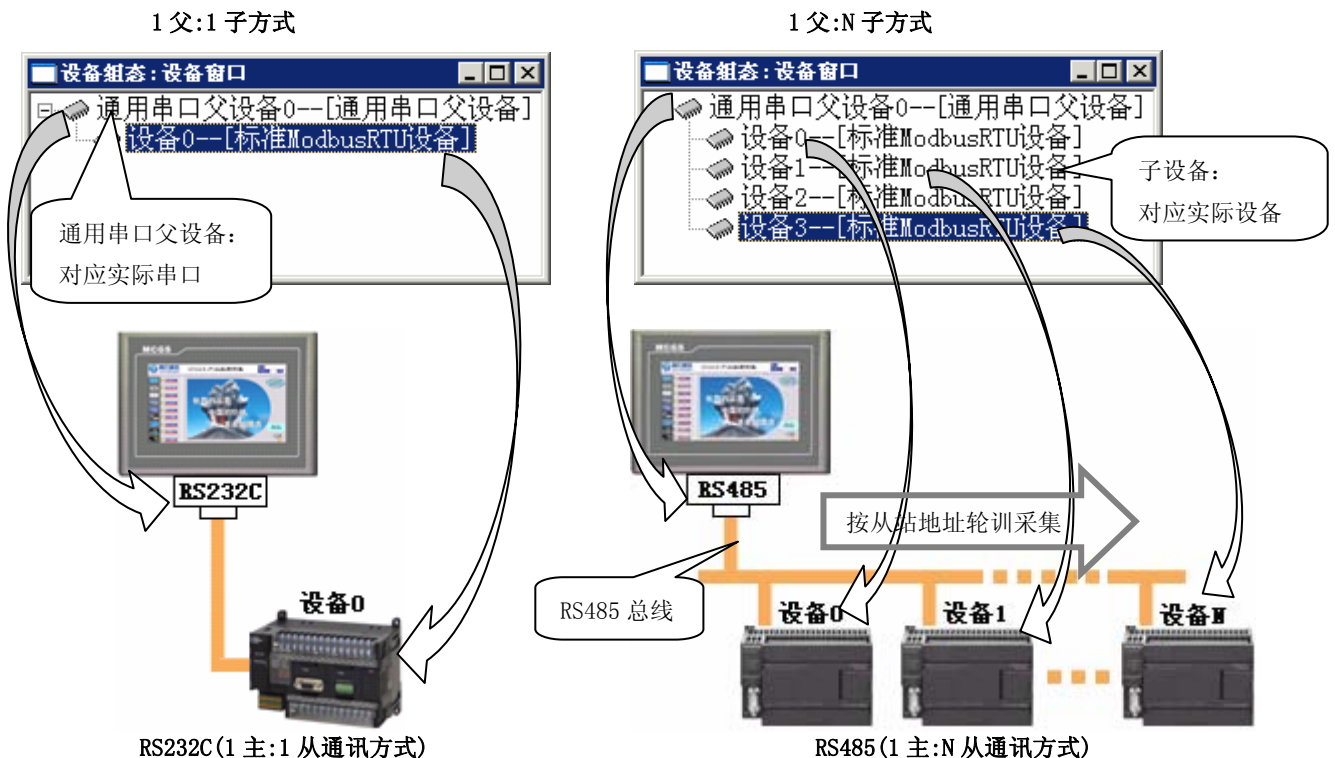 1父:1子方式
1父:N子方式
设备组态:设备窗口
通用串口父设备0--[通用串口父设备]
设备0--[标准ModbusRTU设备]
通用串口父设备:
对应实际串口
设备组态:设备窗口
通用串口父设备0--[通用串口父设备]
设备0--[标准ModbusRTU设备]
设备1--[标准ModbusRTU设备]
设备2--[标准ModbusRTU设备]
设备3--[标准ModbusRTU设备]
子设备:
对应实际设备
MCGS
RS232C
设备0
RS232C(1主:1从通讯方式)
MCGS
RS485
按从站地址轮训采集
RS485总线
设备0
设备1
设备N
RS485(1主:N从通讯方式)